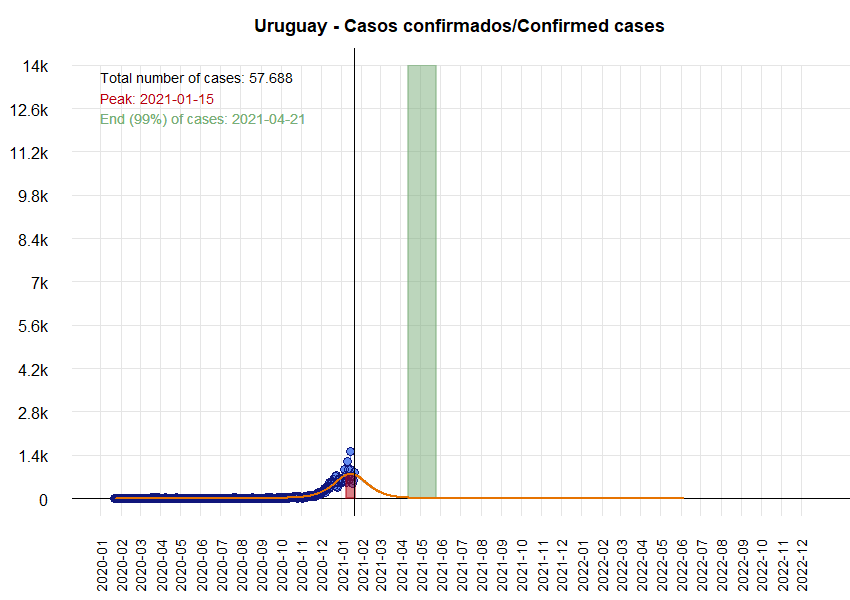 Uruguay - Casos confirmados/Confirmed cases
14k
Total number of cases: 57.688
Peak: 2021-01-15
12.6k
End (99%) of cases: 2021-04-21
11.2k
9.8k
8.4k
7k
5.6k
4.2k
2.8k
1.4k
0
2020-01
2020-02
2020-03
2020-04
2020-05
2020-06
2020-07
2020-08
2020-09
2020-10
2020-11
2020-12
2021-01
2021-02
2021-03
2021-04
2021-05
2021-06
2021-07
2021-08
2021-09
2021-10
2021-11
2021-12
2022-01
2022-02
2022-03
2022-04
2022-05
2022-06
2022-07
2022-08
2022-09
2022-10
2022-11
2022-12